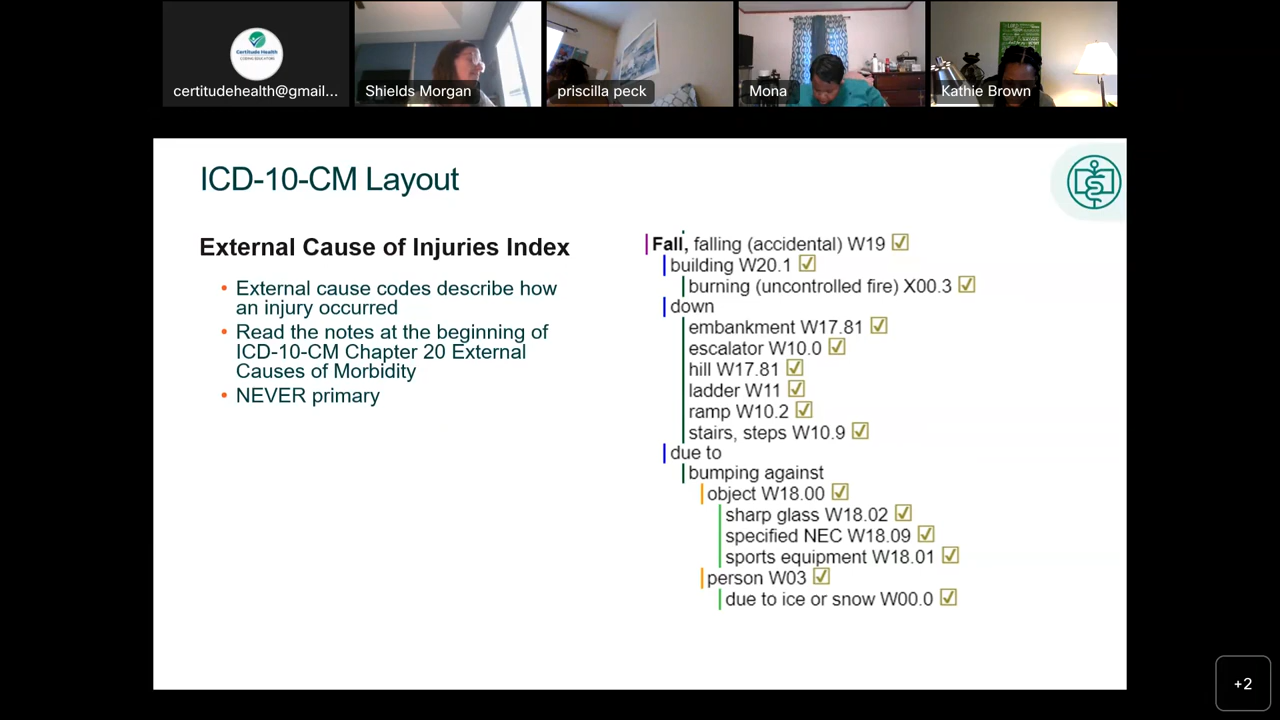 Certitude Health
CODING EDUCATORS
certitudehealth@gmail...
Shields Morgan
priscilla peck
Mona
Kathie Brown
ICD-10-CM Layout
External Cause of Injuries Index
• External cause codes describe how
an injury occurred
• Read the notes at the beginning of
ICD-10-CM Chapter 20 External
Causes of Morbidity
• NEVER primary
Fall, falling (accidental) W19
building W20.1
burning (uncontrolled fire) X00.3
down
embankment W17.81
escalator W10.0
hill W17.81
ladder W11
ramp W10.2
stairs, steps W10.9
due to
bumping against
object W18.00
sharp glass W18.02
specified NEC W18.09
sports equipment W18.01
person W03
due to ice or snow W00.0
+2